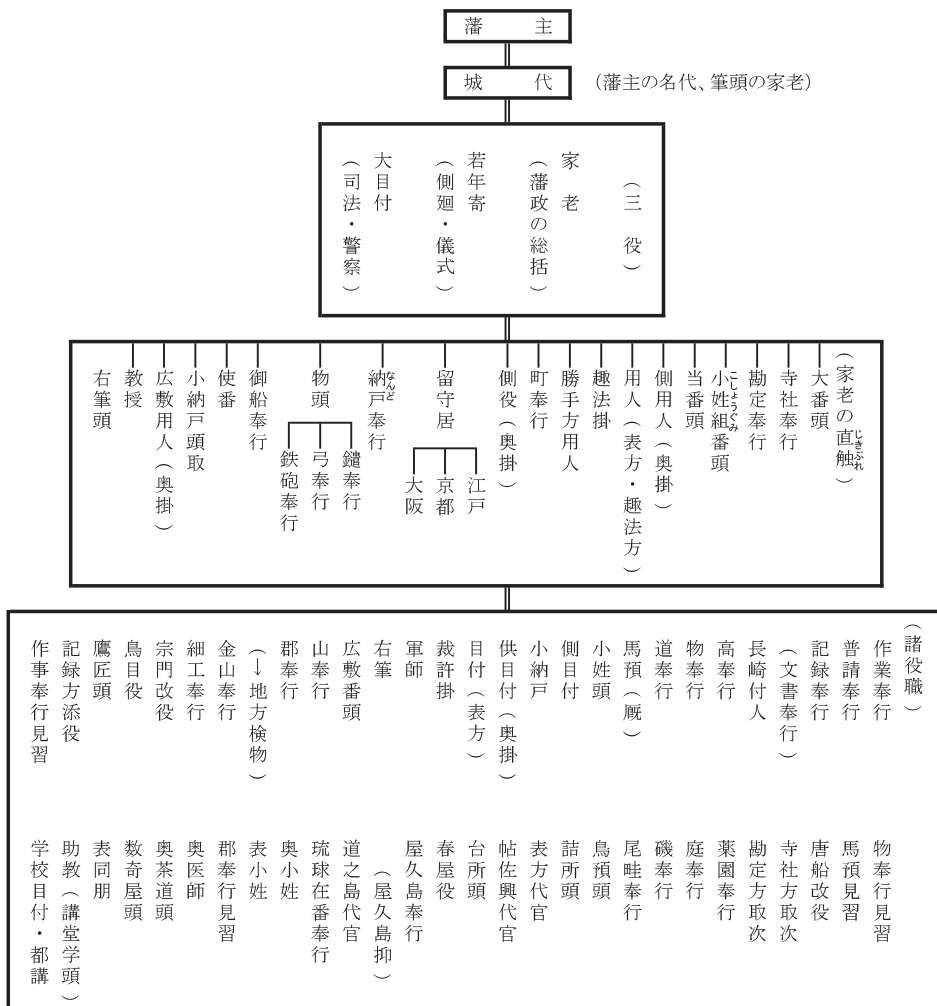 藩主
城代
(藩主の名代、筆頭の家老)
(三役)
家老
(藩政の総括)
若年寄
(側廻・儀式)
大目付
(司法・警察)
(家老の直触)
じきぶれ
大番頭
寺社奉行
勘定奉行
小姓組番頭
こしょうぐみ
当番頭
側用人(奥掛)
用人(表方・趣法方)
趣法掛
勝手方用人
町奉行
側役(奥掛)
留守居
江戸
京都
大阪
納戸奉行
なんど
物頭
鑓奉行
弓奉行
鉄砲奉行
御船奉行
使番
小納戸頭取
広敷用人(奥掛)
教授
右筆頭
(諸役職)
作業奉行
普請奉行
記録奉行
(文書奉行)
長崎付人
高奉行
物奉行
道奉行
馬預(厩)
小姓頭
側目付
小納戸
供目付(奥掛)
目付(表方)
裁許掛
軍師
右筆
広敷番頭
山奉行
郡奉行
(→地方検物)
金山奉行
細工奉行
宗門改役
鳥目役
鷹匠頭
記録方添役
作事奉行見習
物奉行見習
馬預見習
唐船改役
寺社方取次
勘定方取次
薬園奉行
庭奉行
磯奉行
尾畦奉行
鳥預頭
詰所頭
表方代官
帖佐興代官
台所頭
春屋役
屋久島奉行
(屋久島抑)
道之島代官
琉球在番奉行
奥小姓
表小姓
郡奉行見習
奥医師
奥茶道頭
数奇屋頭
表同朋
助教(講堂学頭)
学校目付・都講